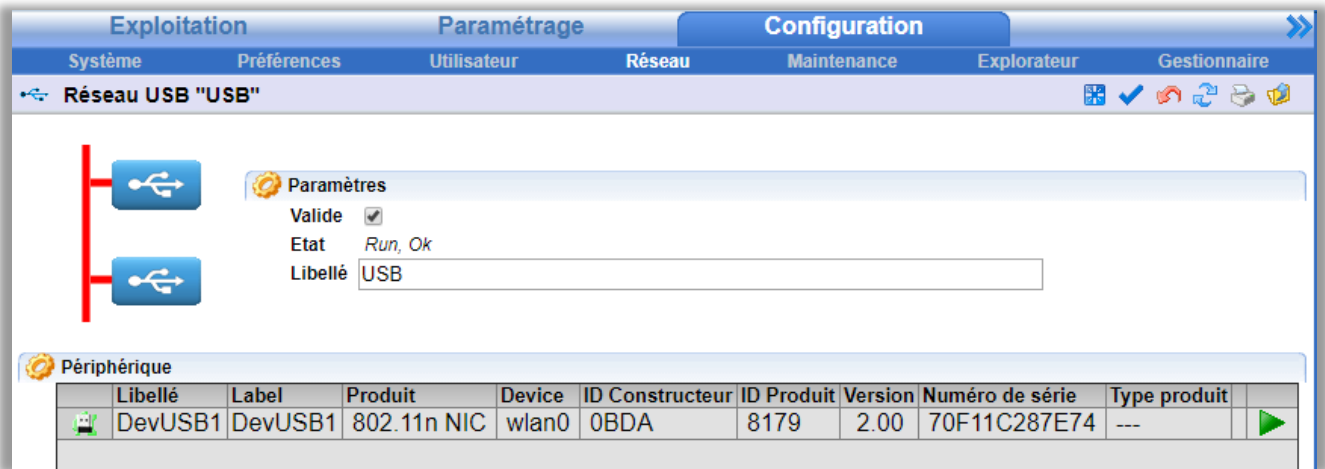 Exploitation Paramétrage Configuration
Système Préférences Utilisateur Réseau Maintenance Explorateur Gestionnaire
Réseau USB "USB"
Paramètres
Valide
Etat Run, Ok
Libellé USB
Périphérique
Libellé Label Produit Device ID Constructeur ID Produit Version Numéro de série Type produit
DevUSB1 DevUSB1 802.11n NIC wlan0 0BDA 8179 2.00 70F11C287E74 ---